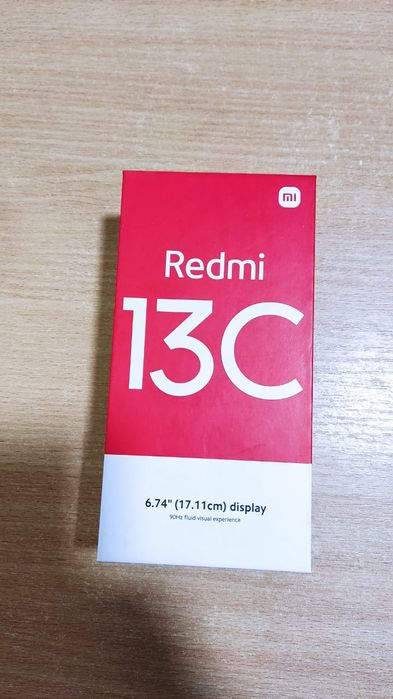 mi
Redmi
13C
6.74" (17.11cm) display
90Hz fluid visual experience